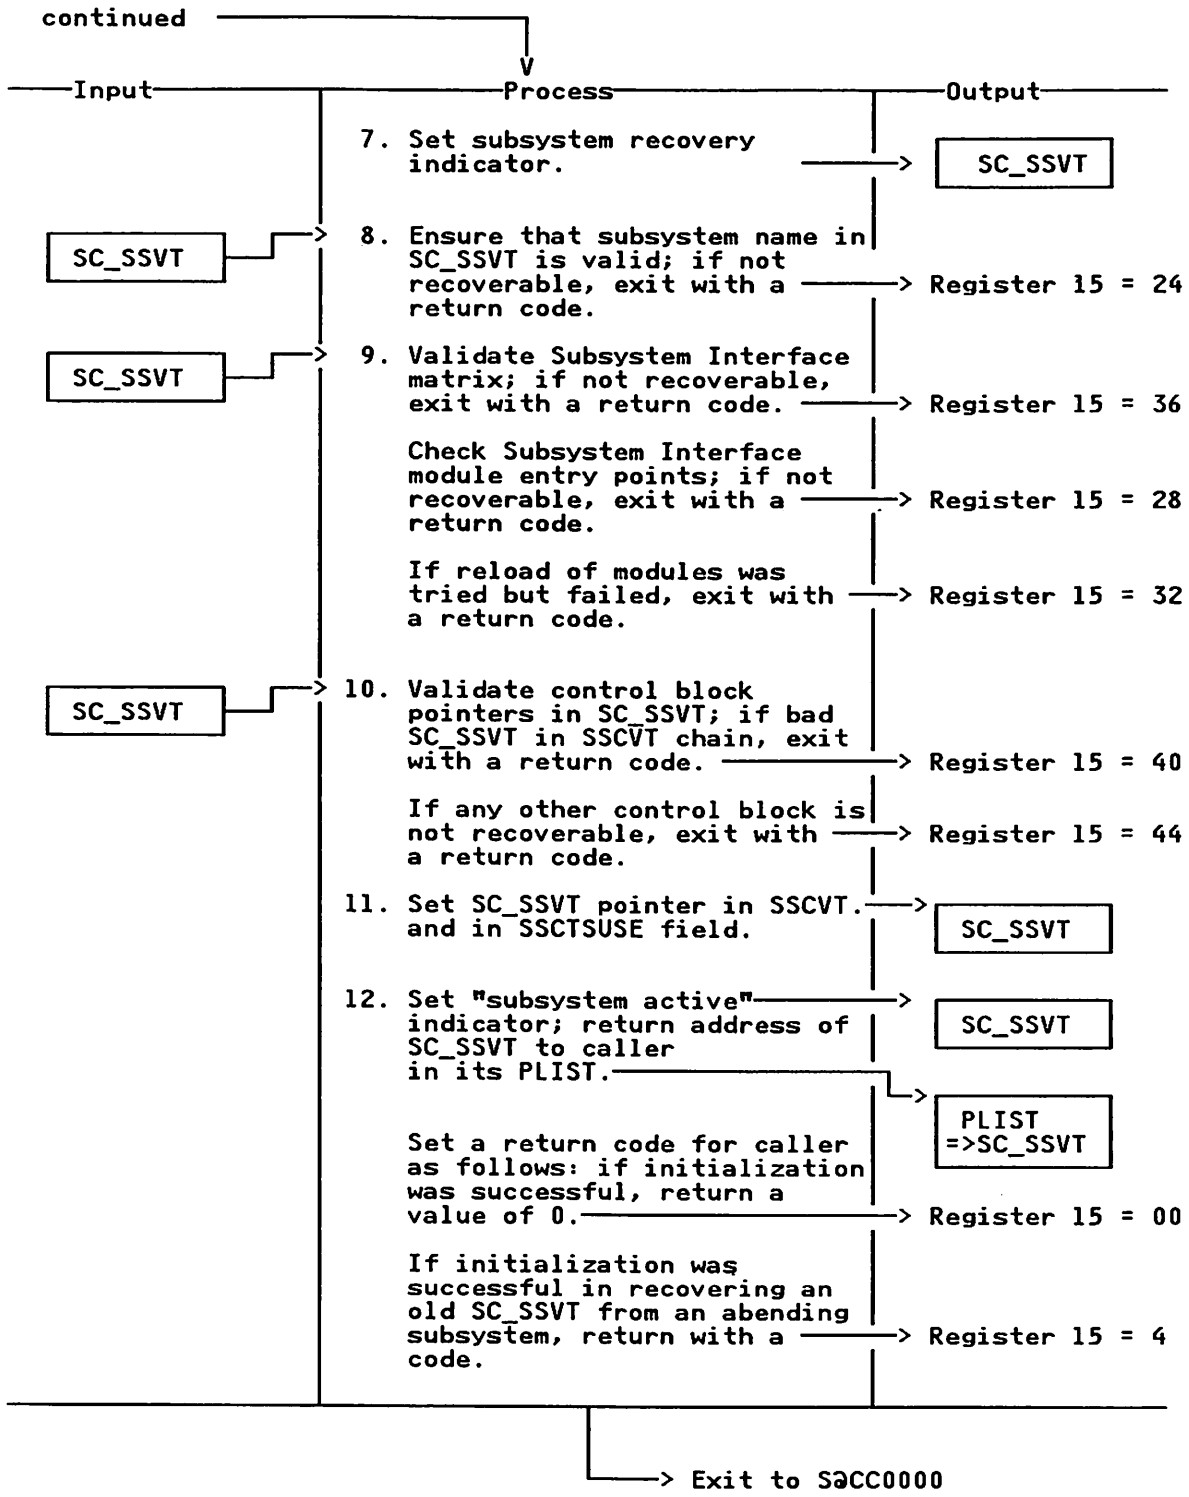 continued
Input Process Output
7. Set subsystem recovery
indicator.
SC_SSVT
8. Ensure that subsystem name in
SC_SSVT is valid; if not
recoverable, exit with a
return code.
SC_SSVT
Register 15 = 24
9. Validate Subsystem Interface
matrix; if not recoverable,
exit with a return code.
SC_SSVT
Register 15 = 36
Check Subsystem Interface
module entry points; if not
recoverable, exit with a
return code.
Register 15 = 28
If reload of modules was
tried but failed, exit with
a return code.
Register 15 = 32
10. Validate control block
pointers in SC_SSVT; if bad
SC_SSVT in SSCVT chain, exit
with a return code.
SC_SSVT
Register 15 = 40
If any other control block is
not recoverable, exit with
a return code.
Register 15 = 44
11. Set SC_SSVT pointer in SSCVT.
and in SSCTSUSE field.
SC_SSVT
12. Set "subsystem active"
indicator; return address of
SC_SSVT to caller
in its PLIST.
SC_SSVT
PLIST
=>SC_SSVT
Set a return code for caller
as follows: if initialization
was successful, return a
value of 0.
Register 15 = 00
If initialization was
successful in recovering an
old SC_SSVT from an abending
subsystem, return with a
code.
Register 15 = 4
Exit to S@CC0000